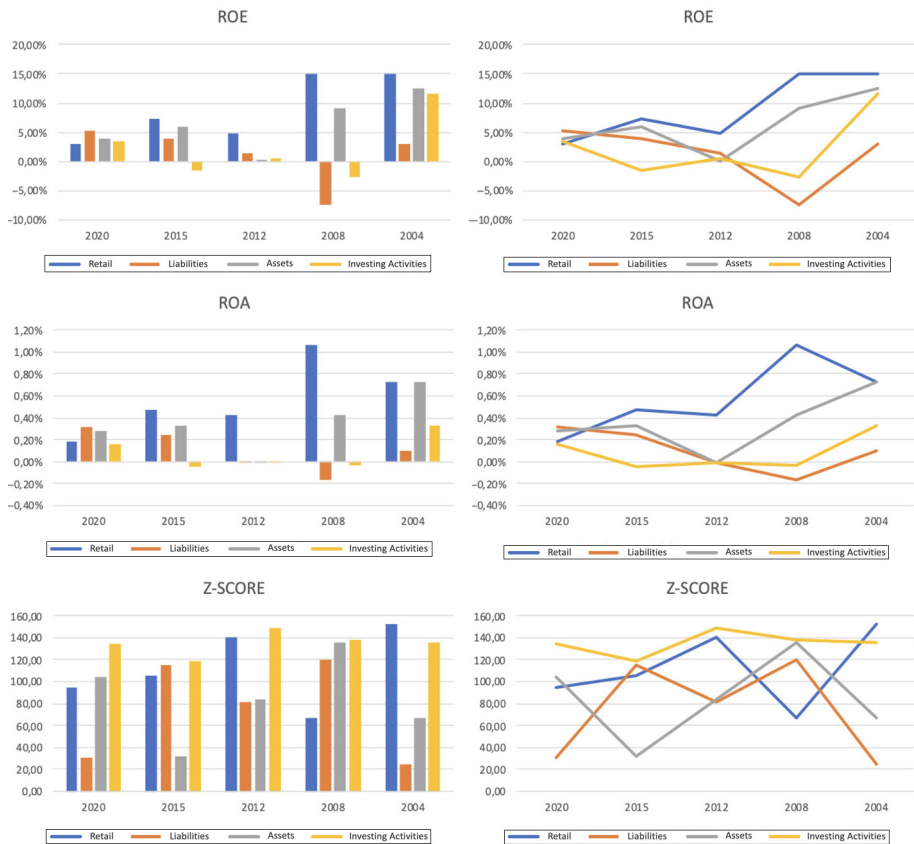 ROE
20,00%
15,00%
10,00%
5,00%
0,00%
−5,00%
−10,00%
2020 2015 2012 2008 2004
Retail Liabilities Assets Investing Activities
ROE
20,00%
15,00%
10,00%
5,00%
0,00%
−5,00%
−10,00%
2020 2015 2012 2008 2004
Retail Liabilities Assets Investing Activities
ROA
1,20%
1,00%
0,80%
0,60%
0,40%
0,20%
0,00%
−0,20%
−0,40%
2020 2015 2012 2008 2004
Retail Liabilities Assets Investing Activities
ROA
1,20%
1,00%
0,80%
0,60%
0,40%
0,20%
0,00%
−0,20%
−0,40%
2020 2015 2012 2008 2004
Retail Liabilities Assets Investing Activities
Z-SCORE
160,00
140,00
120,00
100,00
80,00
60,00
40,00
20,00
0,00
2020 2015 2012 2008 2004
Retail Liabilities Assets Investing Activities
Z-SCORE
160,00
140,00
120,00
100,00
80,00
60,00
40,00
20,00
0,00
2020 2015 2012 2008 2004
Retail Liabilities Assets Investing Activities